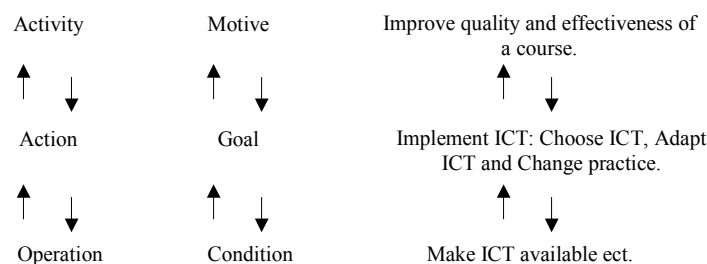 Activity Motive Improve quality and effectiveness of
a course.
Action Goal Implement ICT: Choose ICT, Adapt
ICT and Change practice.
Operation Condition Make ICT available ect.